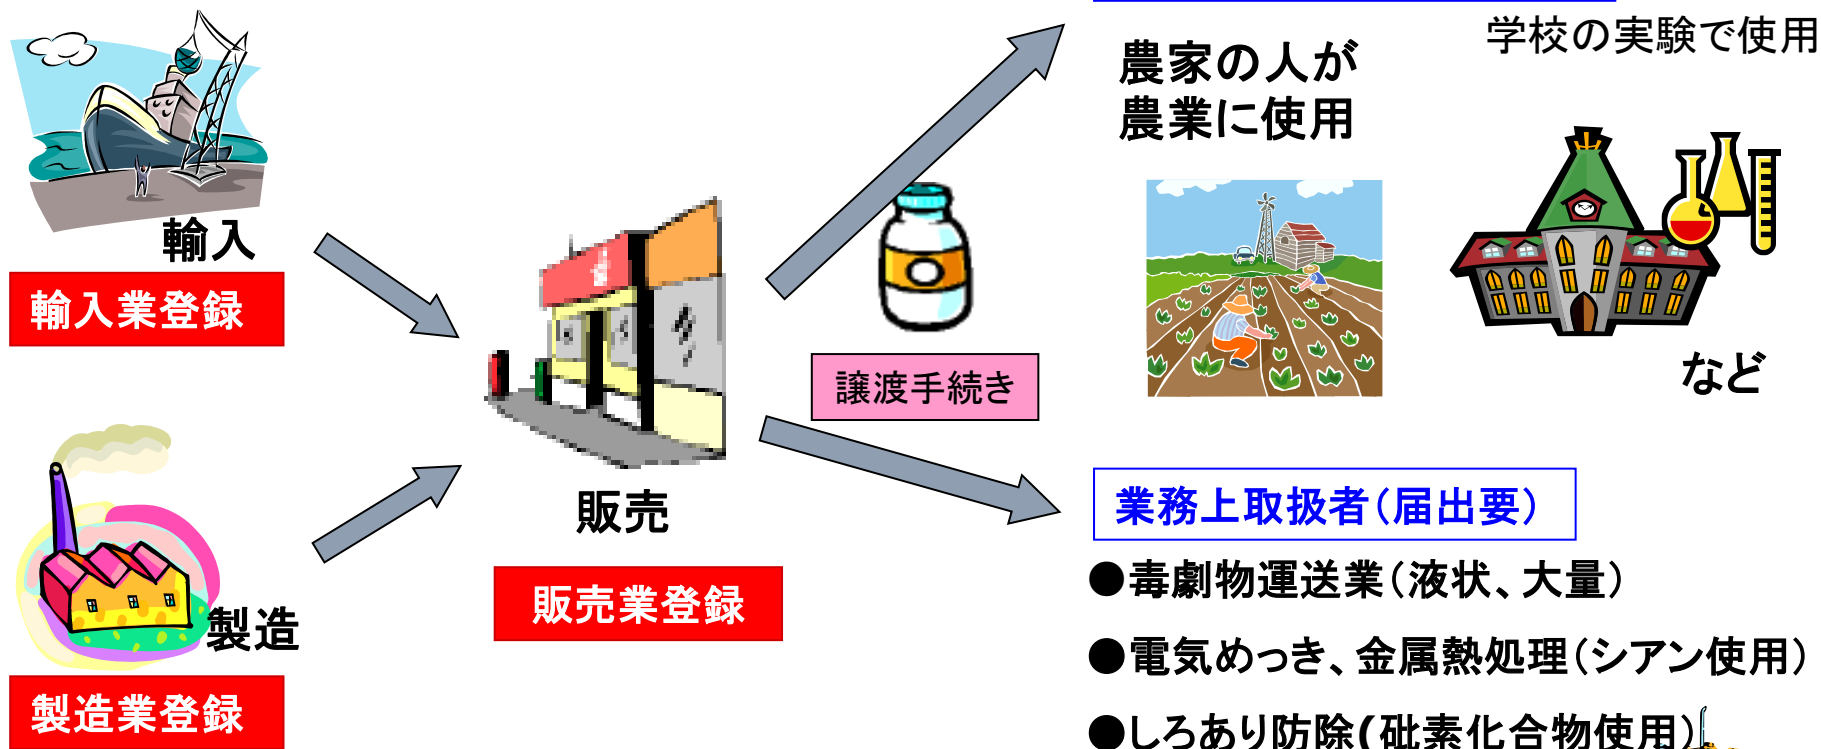 学校の実験で使用
農家の人が
農業に使用
輸入
輸入業登録
譲渡手続き
など
販売
業務上取扱者（届出要）
販売業登録
●毒劇物運送業（液状、大量）
製造
●電気めっき、金属熱処理（シアン使用）
製造業登録
●しろあり防除(砒素化合物使用)